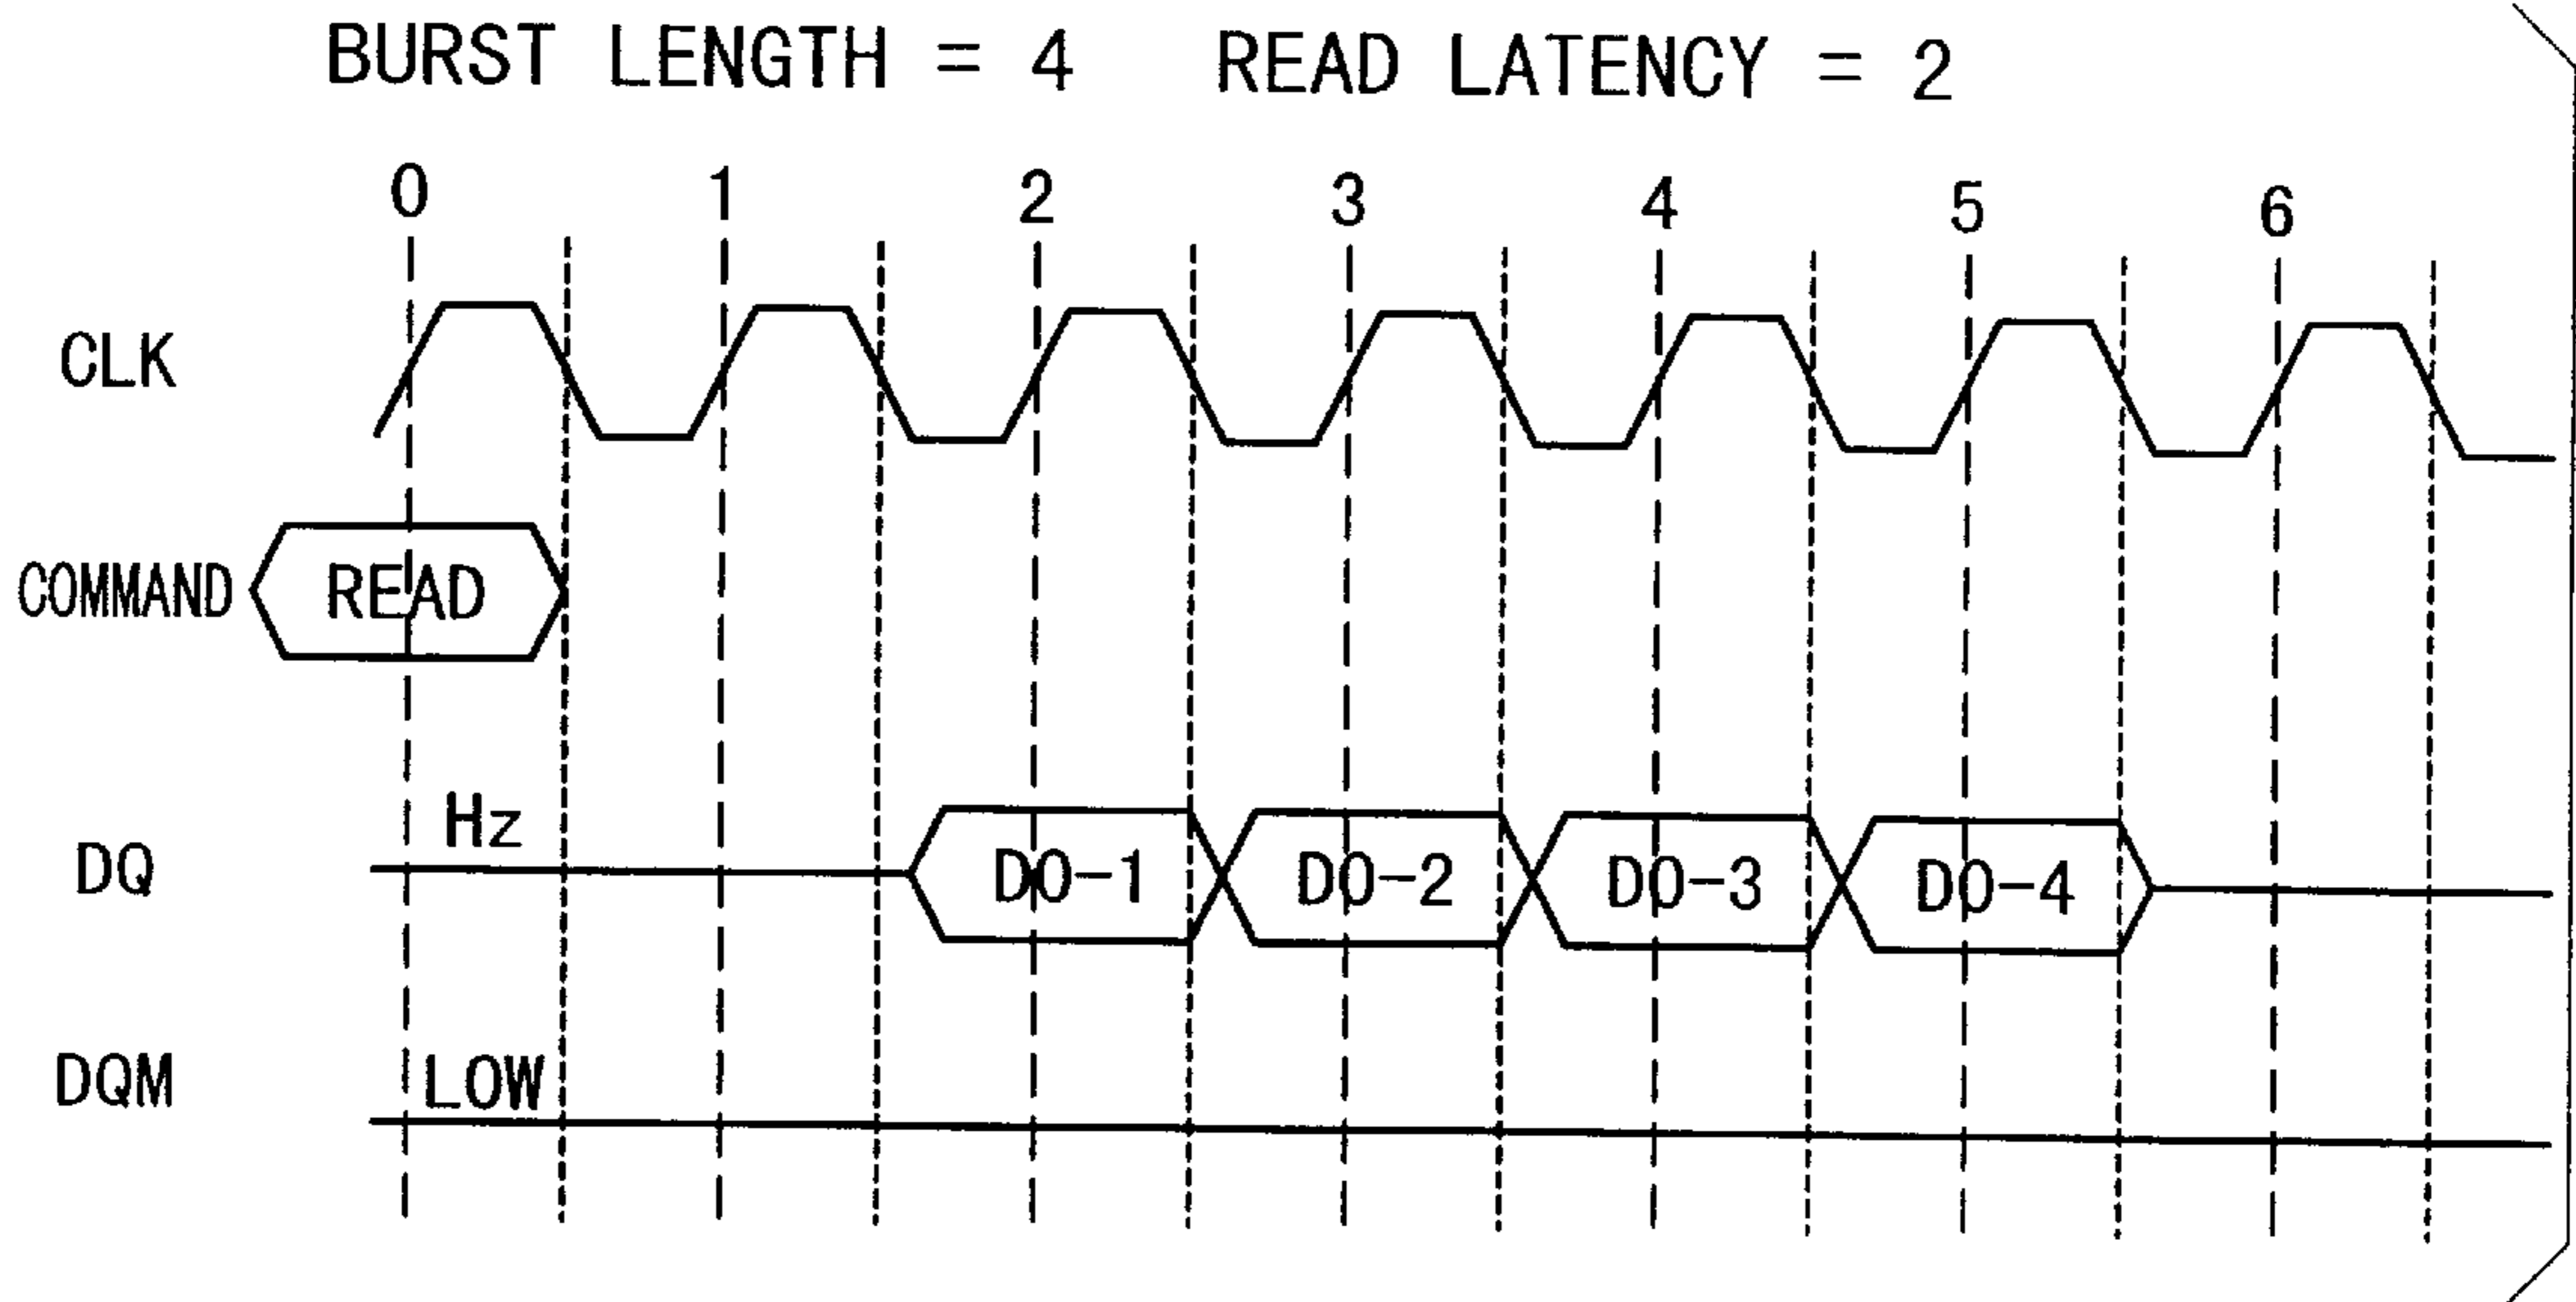 BURST LENGTH = 4 READ LATENCY = 2
0 1 2 3 4 5 6
CLK
COMMAND READ
Hz
DQ DO-1 DO-2 DO-3 DO-4
DQM LOW